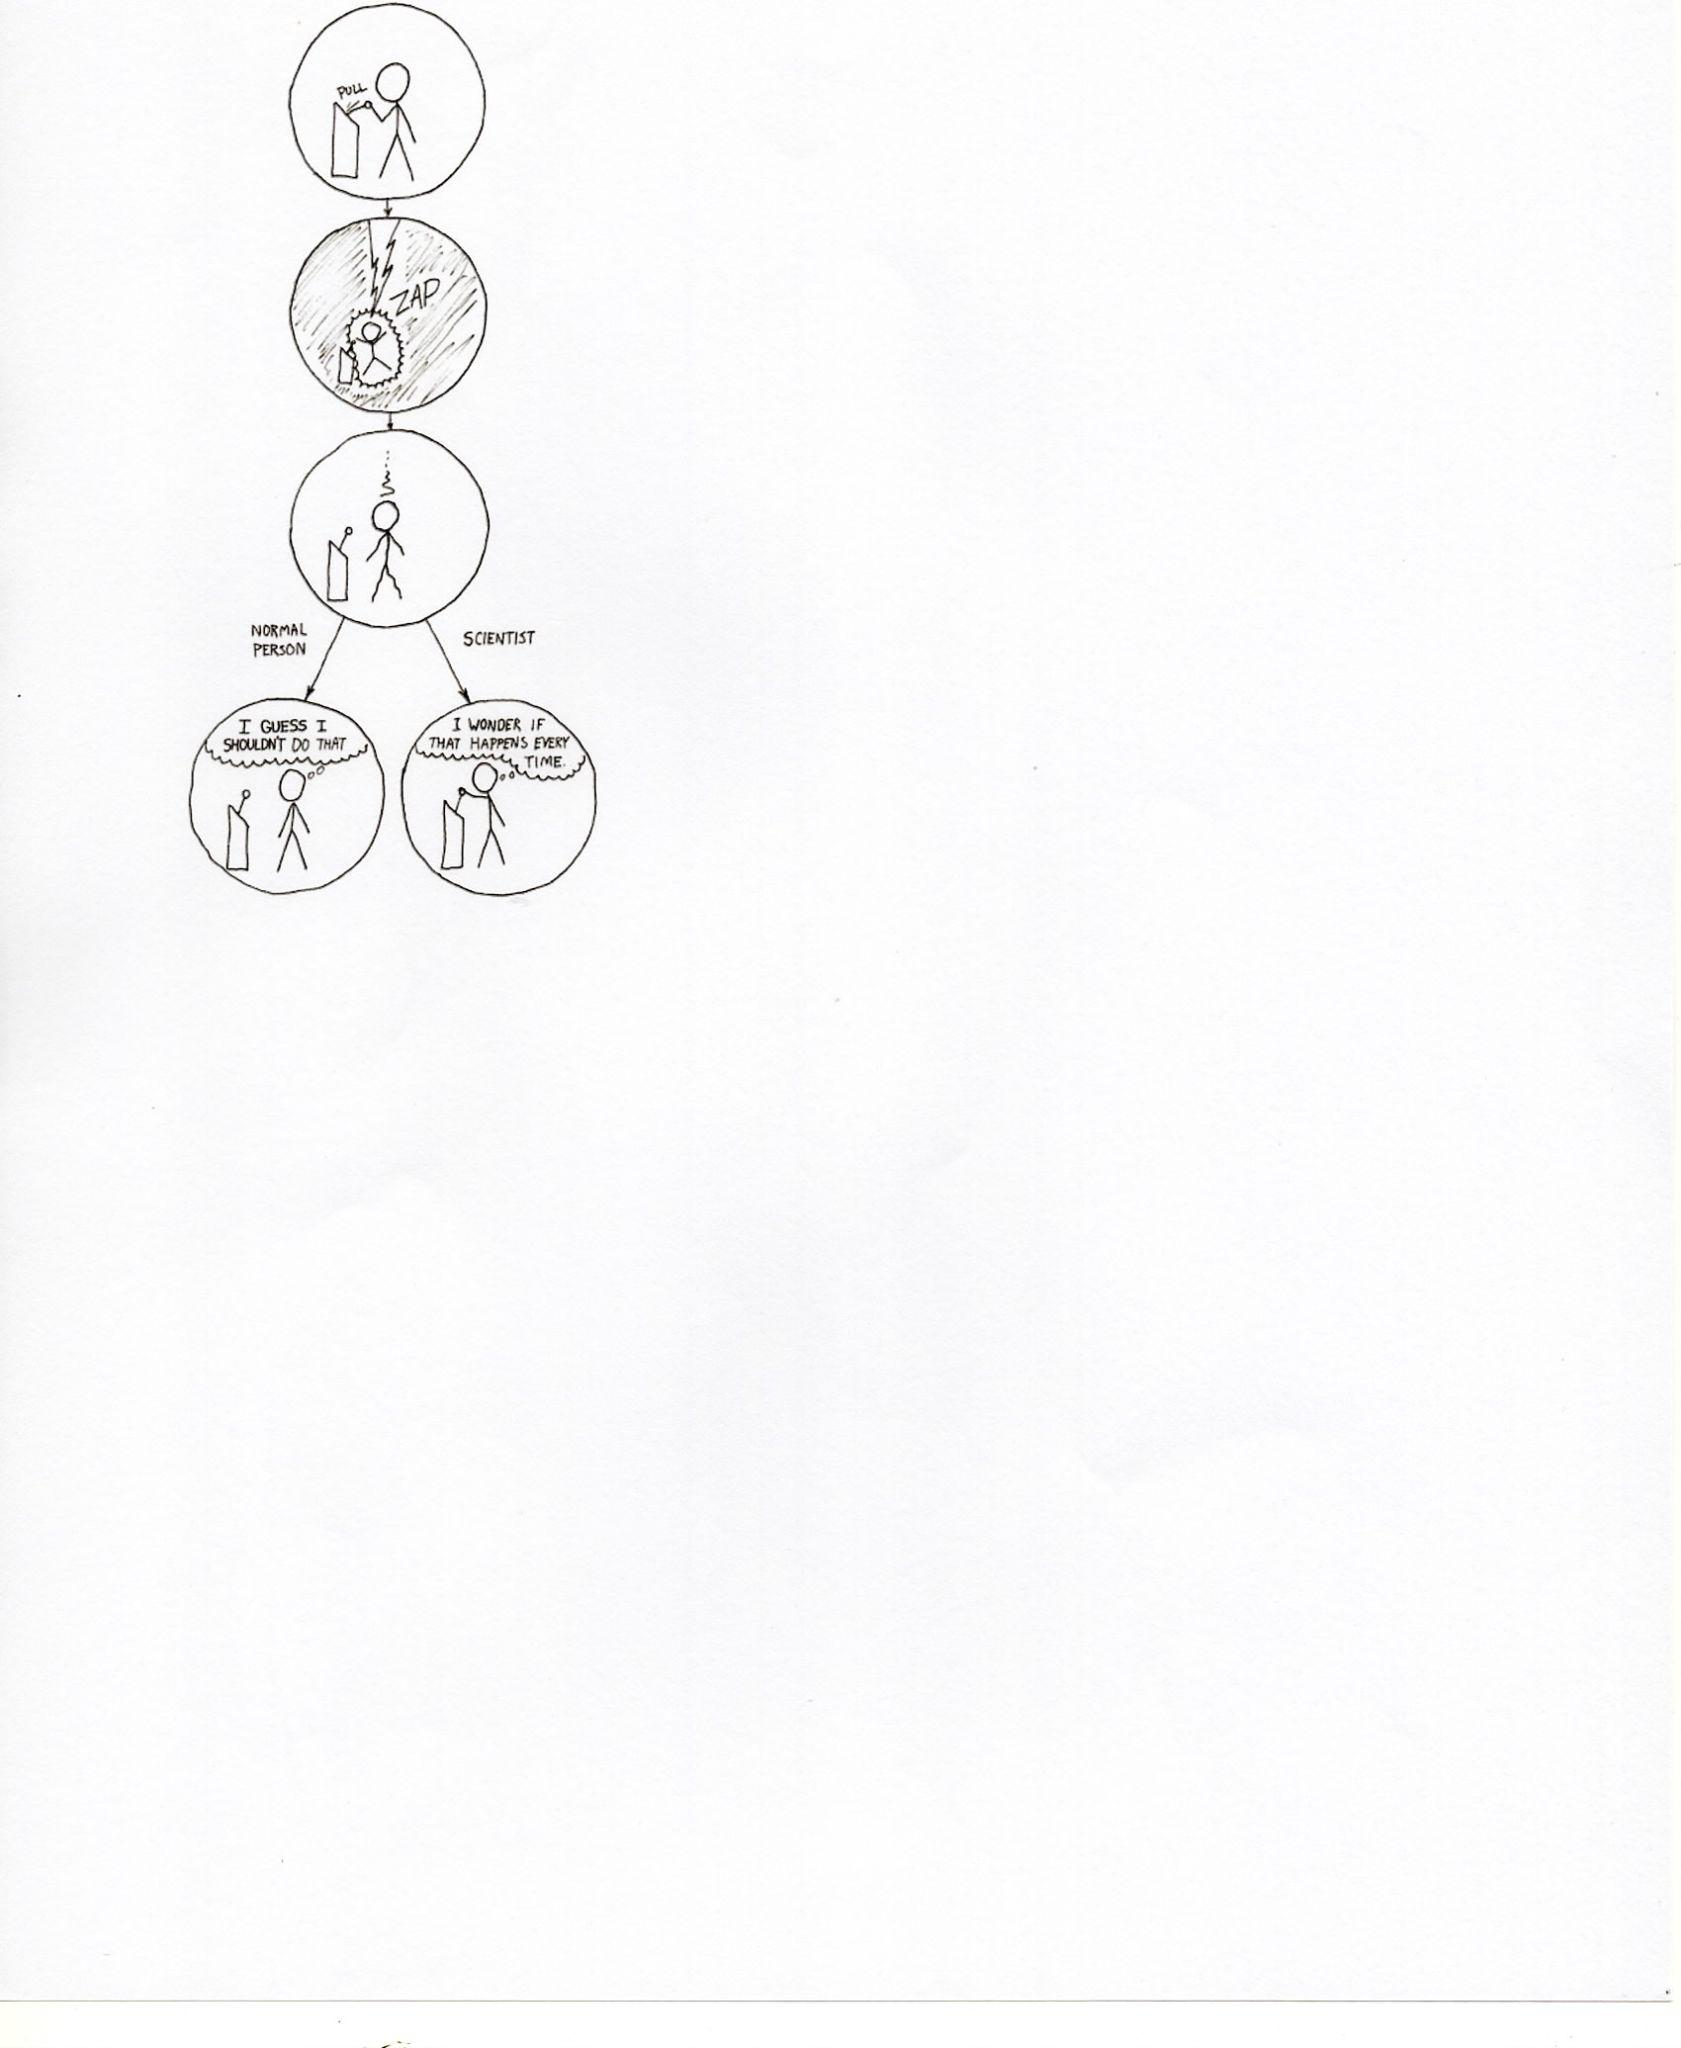 PULL
ZAP
NORMAL
PERSON
SCIENTIST
I GUESS I
SHOULDN'T DO THAT
I WONDER IF
THAT HAPPENS EVERY
TIME.